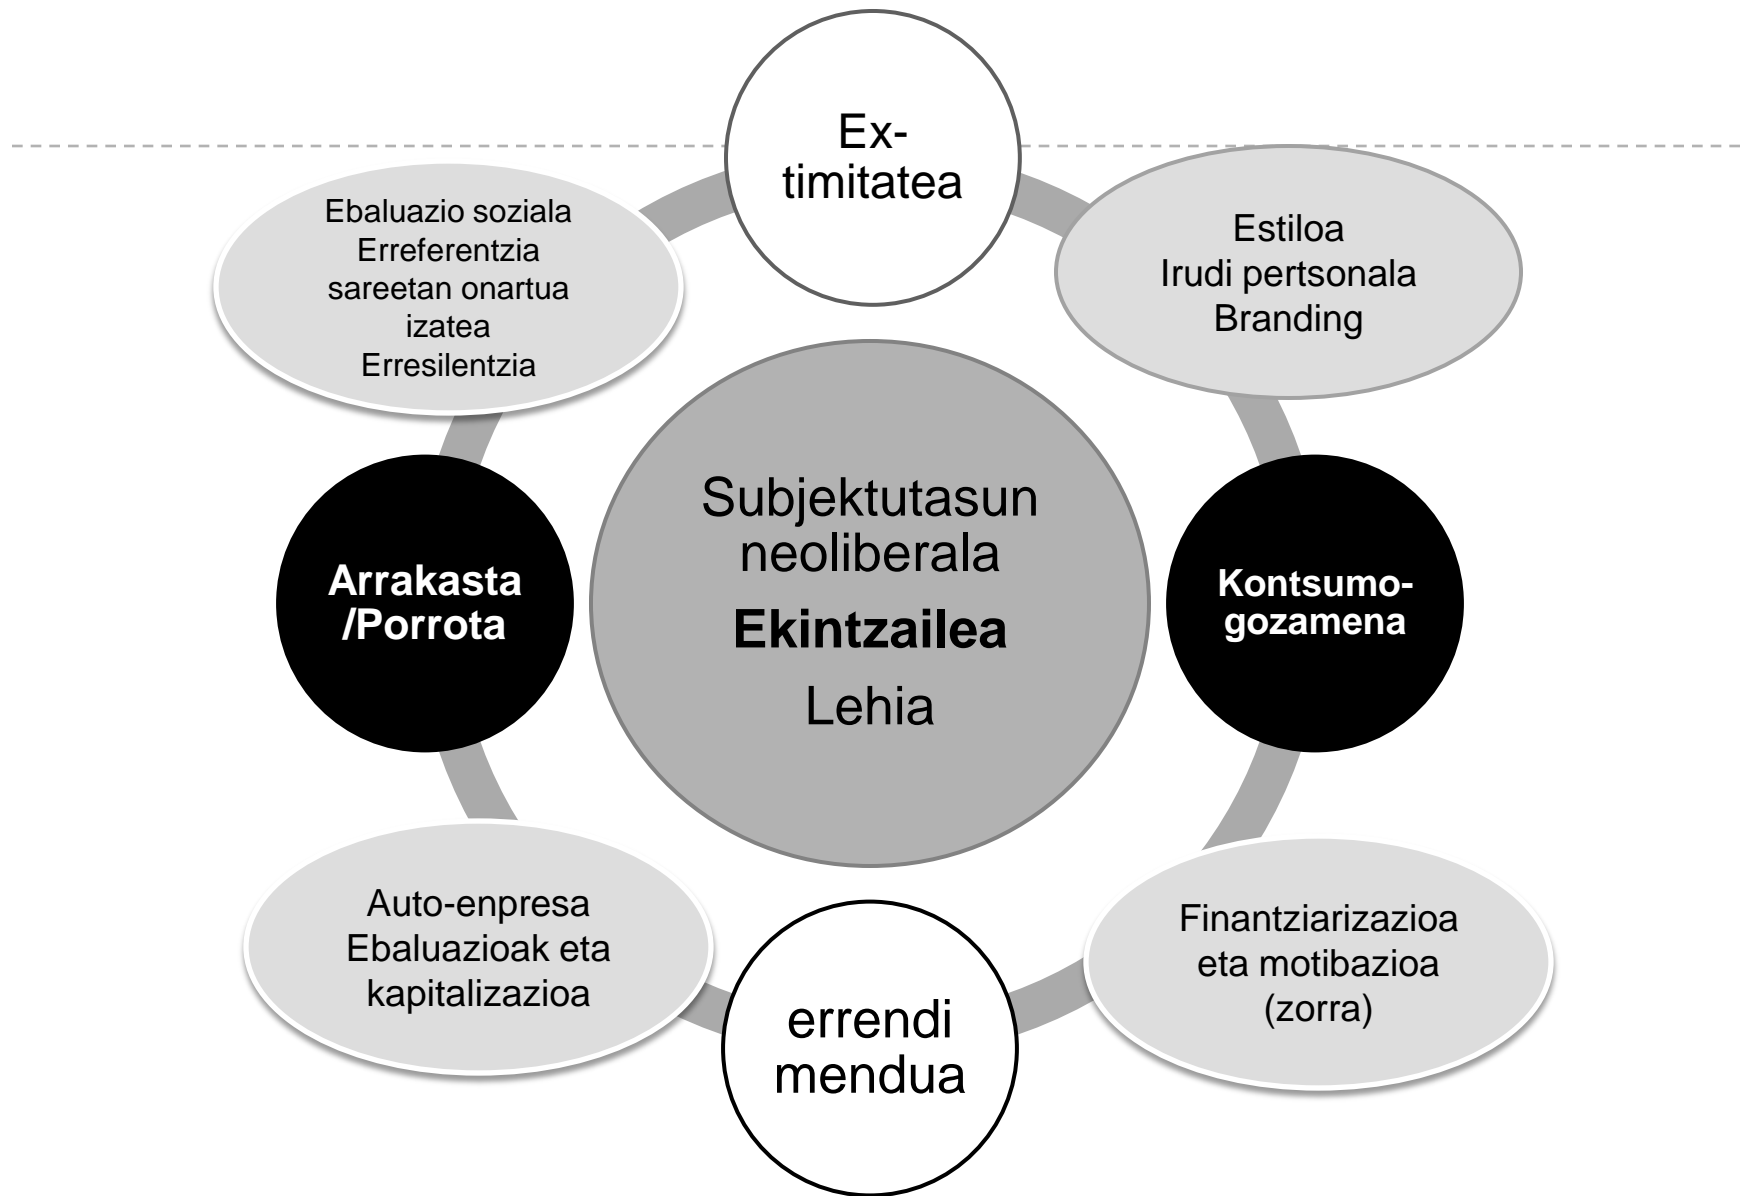 Ex-
timitatea
Ebaluazio soziala
Erreferentzia
sareetan onartua
izatea
Erresilentzia
Estiloa
Irudi pertsonala
Branding
Subjektutasun
neoliberala
Ekintzailea
Lehia
Arrakasta
/Porrota
Kontsumo-
gozamena
Auto-enpresa
Ebaluazioak eta
kapitalizazioa
Finantziarizazioa
eta motibazioa
(zorra)
errendi
mendua